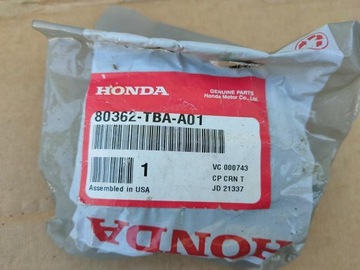 HONDA
GENUINE PARTS
Honda Motor Co., Ltd.
80362-TBA-A01
1
VC 000743
CP CRN T
Assembled in USA
JD 21337
HONDA